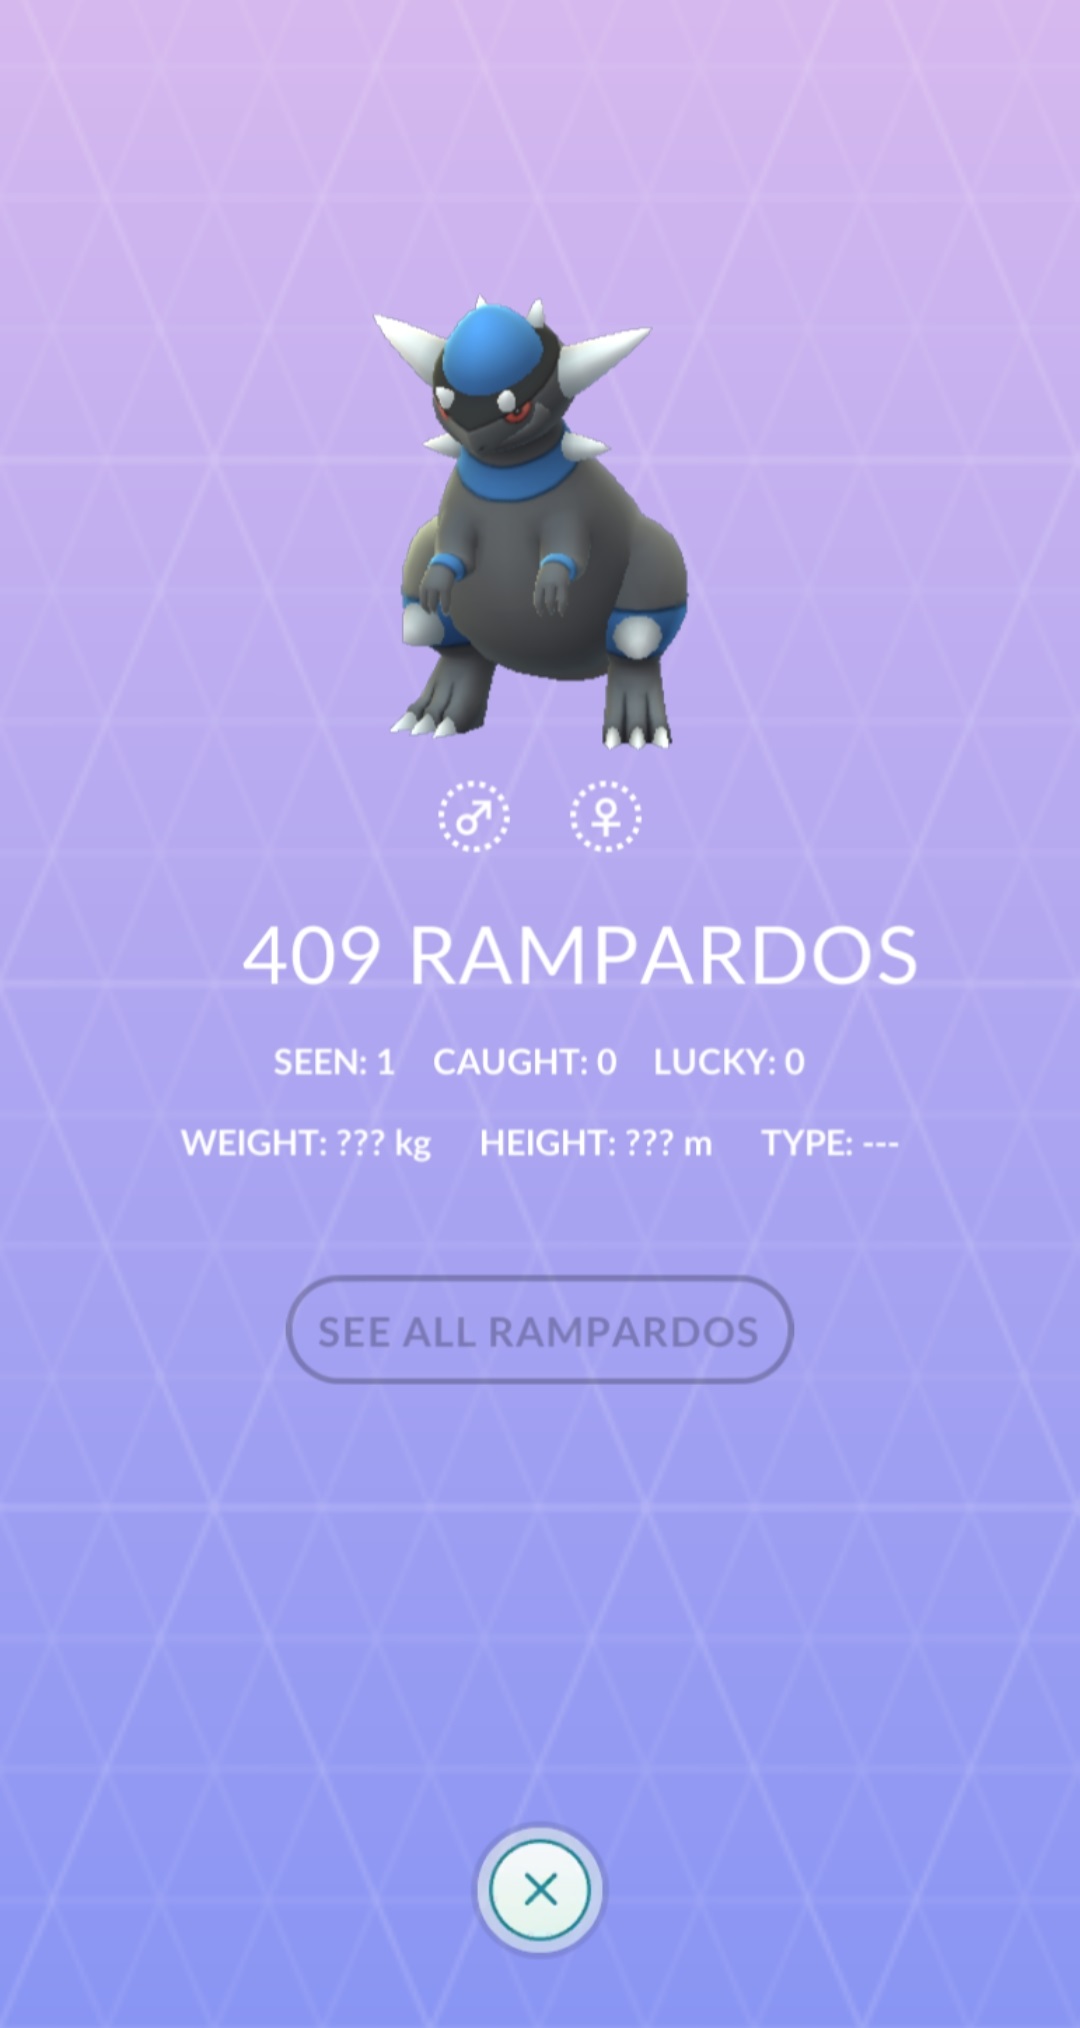 409 RAMPARDOS
SEEN: 1 CAUGHT: 0 LUCKY: 0
WEIGHT: ??? kg HEIGHT: ??? m TYPE: ---
SEE ALL RAMPARDOS